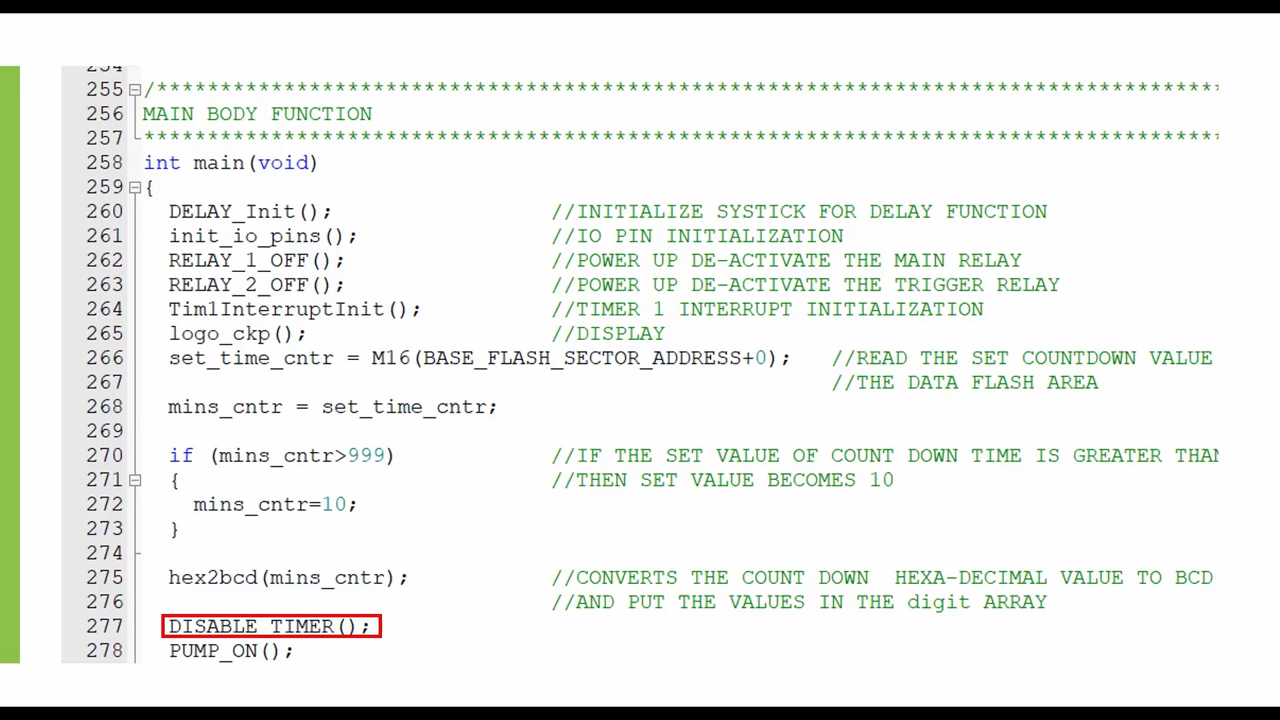 254
255 /************************************************************************************
256 MAIN BODY FUNCTION
257 ************************************************************************************
258 int main(void)
259 {
260 DELAY_Init(); //INITIALIZE SYSTICK FOR DELAY FUNCTION
261 init_io_pins(); //IO PIN INITIALIZATION
262 RELAY_1_OFF(); //POWER UP DE-ACTIVATE THE MAIN RELAY
263 RELAY_2_OFF(); //POWER UP DE-ACTIVATE THE TRIGGER RELAY
264 Tim1InterruptInit(); //TIMER 1 INTERRUPT INITIALIZATION
265 logo_ckp(); //DISPLAY
266 set_time_cntr = M16(BASE_FLASH_SECTOR_ADDRESS+0); //READ THE SET COUNTDOWN VALUE
267 //THE DATA FLASH AREA
268 mins_cntr = set_time_cntr;
269
270 if (mins_cntr>999) //IF THE SET VALUE OF COUNT DOWN TIME IS GREATER THAN
271 { //THEN SET VALUE BECOMES 10
272 mins_cntr=10;
273 }
274
275 hex2bcd(mins_cntr); //CONVERTS THE COUNT DOWN HEXA-DECIMAL VALUE TO BCD
276 //AND PUT THE VALUES IN THE digit ARRAY
277 DISABLE_TIMER();
278 PUMP_ON();